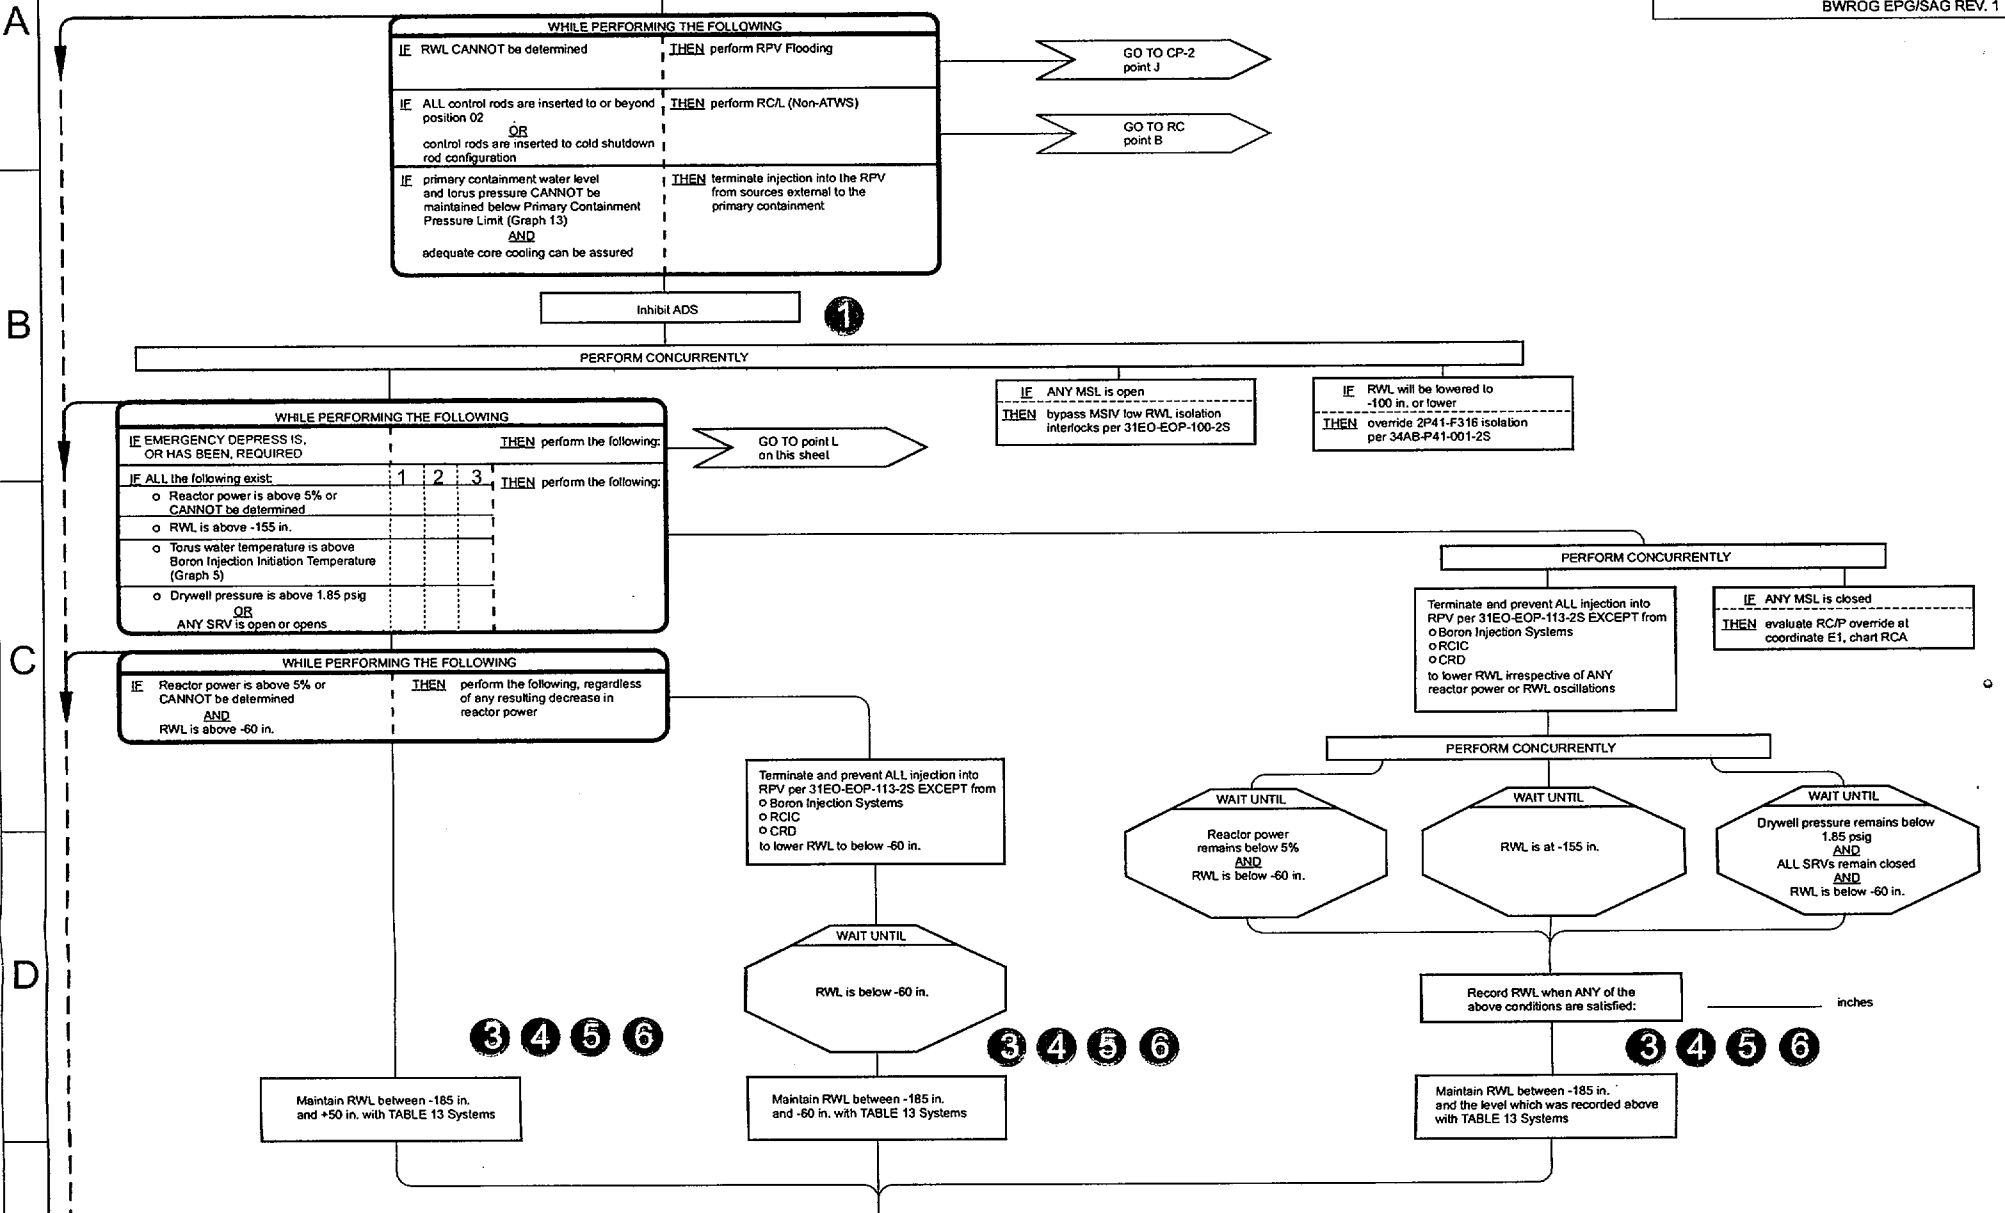 BWROG EPG/SAG REV. 1
A
WHILE PERFORMING THE FOLLOWING
IF RWL CANNOT be determined
THEN perform RPV Flooding
GO TO CP-2
point J
IF ALL control rods are inserted to or beyond
position 02
OR
control rods are inserted to cold shutdown
rod configuration
THEN perform RC/L (Non-ATWS)
GO TO RC
point B
IF primary containment water level
and torus pressure CANNOT be
maintained below Primary Containment
Pressure Limit (Graph 13)
AND
adequate core cooling can be assured
THEN terminate injection into the RPV
from sources external to the
primary containment
B
Inhibit ADS
1
PERFORM CONCURRENTLY
IF ANY MSL is open
THEN bypass MSIV low RWL isolation
interlocks per 31EO-EOP-100-2S
IF RWL will be lowered to
-100 in. or lower
THEN override 2P41-F316 isolation
per 34AB-P41-001-2S
WHILE PERFORMING THE FOLLOWING
IF EMERGENCY DEPRESS IS,
OR HAS BEEN, REQUIRED
THEN perform the following:
GO TO point L
on this sheet
IF ALL the following exist:
1 2 3
THEN perform the following:
o Reactor power is above 5% or
CANNOT be determined
o RWL is above -155 in.
o Torus water temperature is above
Boron Injection Initiation Temperature
(Graph 5)
o Drywell pressure is above 1.85 psig
OR
ANY SRV is open or opens
PERFORM CONCURRENTLY
Terminate and prevent ALL injection into
RPV per 31EO-EOP-113-2S EXCEPT from
o Boron Injection Systems
o RCIC
o CRD
to lower RWL irrespective of ANY
reactor power or RWL oscillations
IF ANY MSL is closed
THEN evaluate RC/P override at
coordinate E1, chart RCA
C
WHILE PERFORMING THE FOLLOWING
IF Reactor power is above 5% or
CANNOT be determined
AND
RWL is above -60 in.
THEN perform the following, regardless
of any resulting decrease in
reactor power
Terminate and prevent ALL injection into
RPV per 31EO-EOP-113-2S EXCEPT from
o Boron Injection Systems
o RCIC
o CRD
to lower RWL to below -60 in.
PERFORM CONCURRENTLY
WAIT UNTIL
Reactor power
remains below 5%
AND
RWL is below -60 in.
WAIT UNTIL
RWL is at -155 in.
WAIT UNTIL
Drywell pressure remains below
1.85 psig
AND
ALL SRVs remain closed
AND
RWL is below -60 in.
D
WAIT UNTIL
RWL is below -60 in.
Record RWL when ANY of the
above conditions are satisfied:
inches
3 4 5 6
3 4 5 6
3 4 5 6
Maintain RWL between -185 in.
and +50 in. with TABLE 13 Systems
Maintain RWL between -185 in.
and -60 in. with TABLE 13 Systems
Maintain RWL between -185 in.
and the level which was recorded above
with TABLE 13 Systems